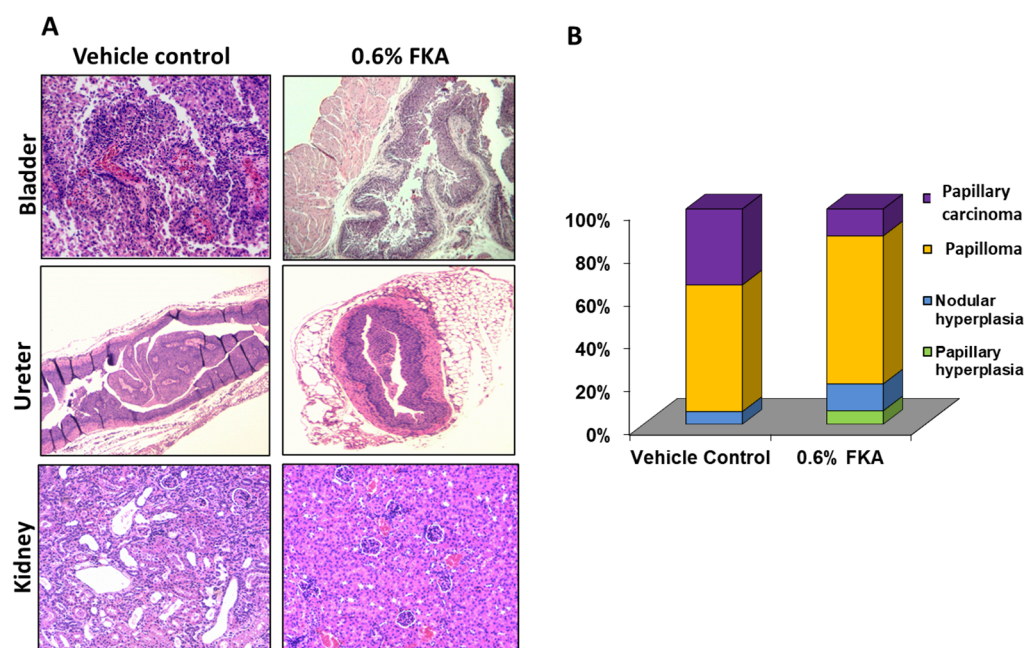 A
Vehicle control
0.6% FKA
Bladder
Ureter
Kidney
B
100%
80%
60%
40%
20%
0%
Vehicle Control
0.6% FKA
Papillary
carcinoma
Papilloma
Nodular
hyperplasia
Papillary
hyperplasia